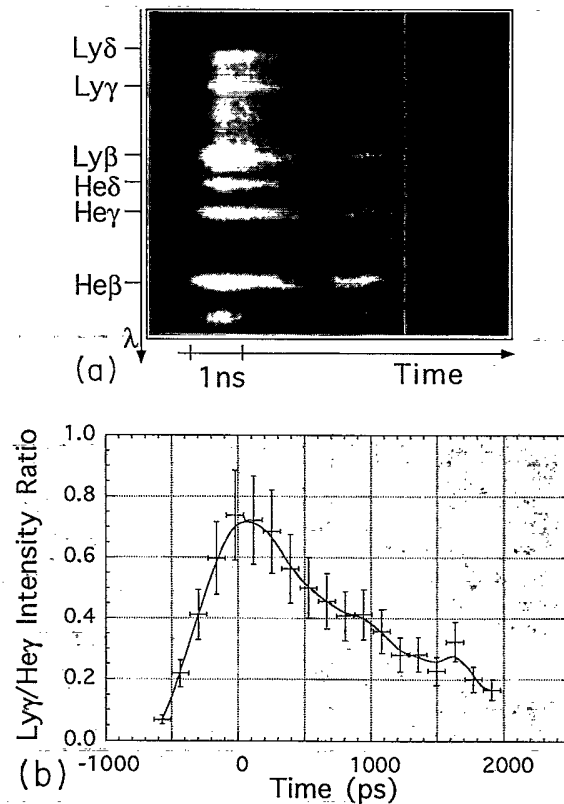 Lyδ
Lyγ
Lyβ
Heδ
Heγ
Heβ
λ
(a)
1ns
Time
Lyγ/Heγ Intensity Ratio
1.0
0.8
0.6
0.4
0.2
0.0
-1000
0
1000
2000
(b)
Time (ps)